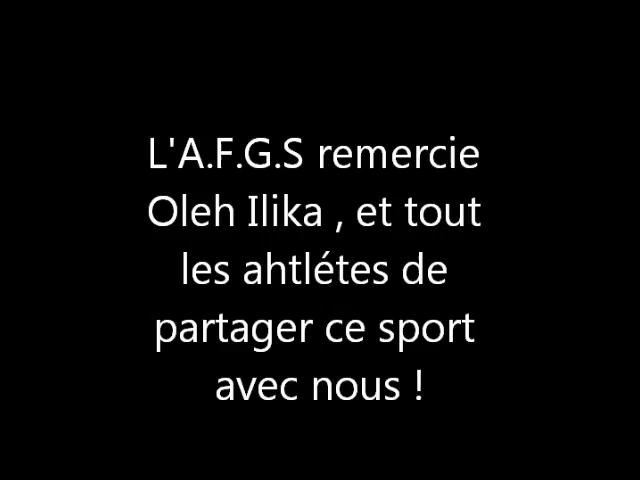 L'A.F.G.S remercie
Oleh Ilika , et tout
les ahtlétes de
partager ce sport
avec nous !